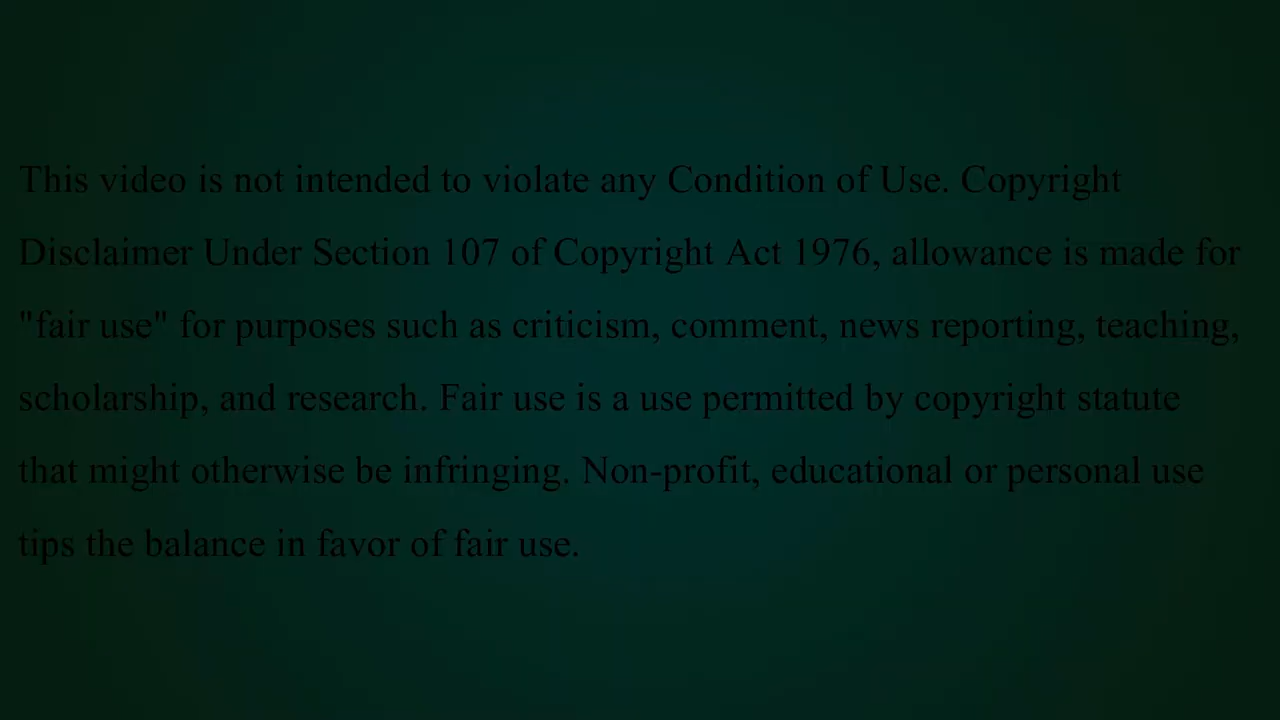 This video is not intended to violate any Condition of Use. Copyright
Disclaimer Under Section 107 of Copyright Act 1976, allowance is made for
"fair use" for purposes such as criticism, comment, news reporting, teaching,
scholarship, and research. Fair use is a use permitted by copyright statute
that might otherwise be infringing. Non-profit, educational or personal use
tips the balance in favor of fair use.